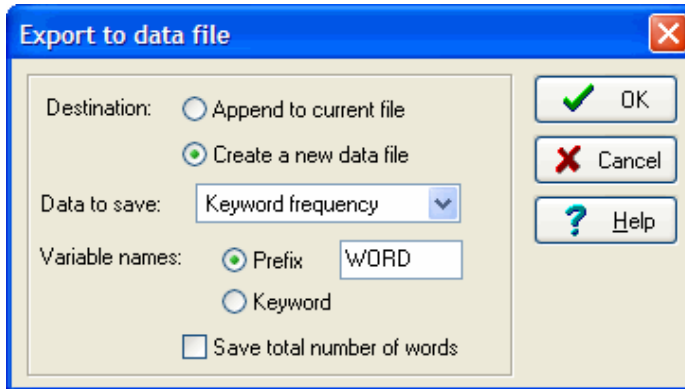 Export to data file
Destination: Append to current file
OK
Create a new data file
Cancel
Data to save: Keyword frequency
Help
Variable names: Prefix WORD
Keyword
Save total number of words